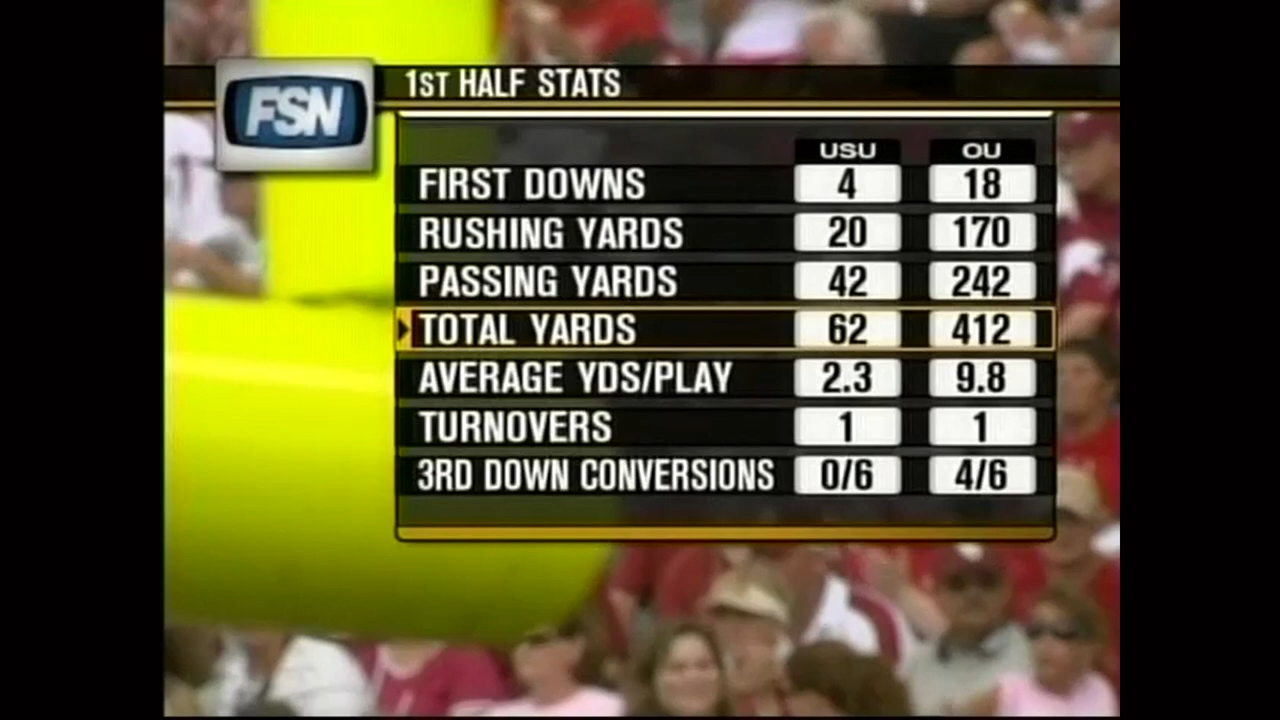 FSN
1ST HALF STATS
USU OU
FIRST DOWNS 4 18
RUSHING YARDS 20 170
PASSING YARDS 42 242
TOTAL YARDS 62 412
AVERAGE YDS/PLAY 2.3 9.8
TURNOVERS 1 1
3RD DOWN CONVERSIONS 0/6 4/6